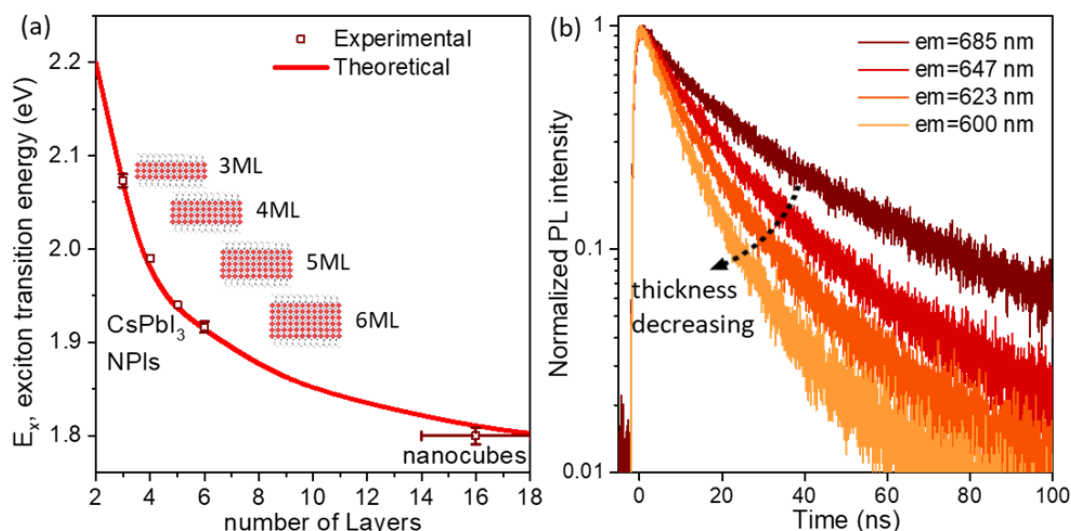 (a)
Experimental
Theoretical
2.2
2.1
2.0
1.9
1.8
Eₓ, exciton transition energy (eV)
3ML
4ML
5ML
6ML
CsPbI₃
NPls
nanocubes
2 4 6 8 10 12 14 16 18
number of Layers
(b)
em=685 nm
em=647 nm
em=623 nm
em=600 nm
1
0.1
0.01
Normalized PL intensity
thickness
decreasing
0 20 40 60 80 100
Time (ns)